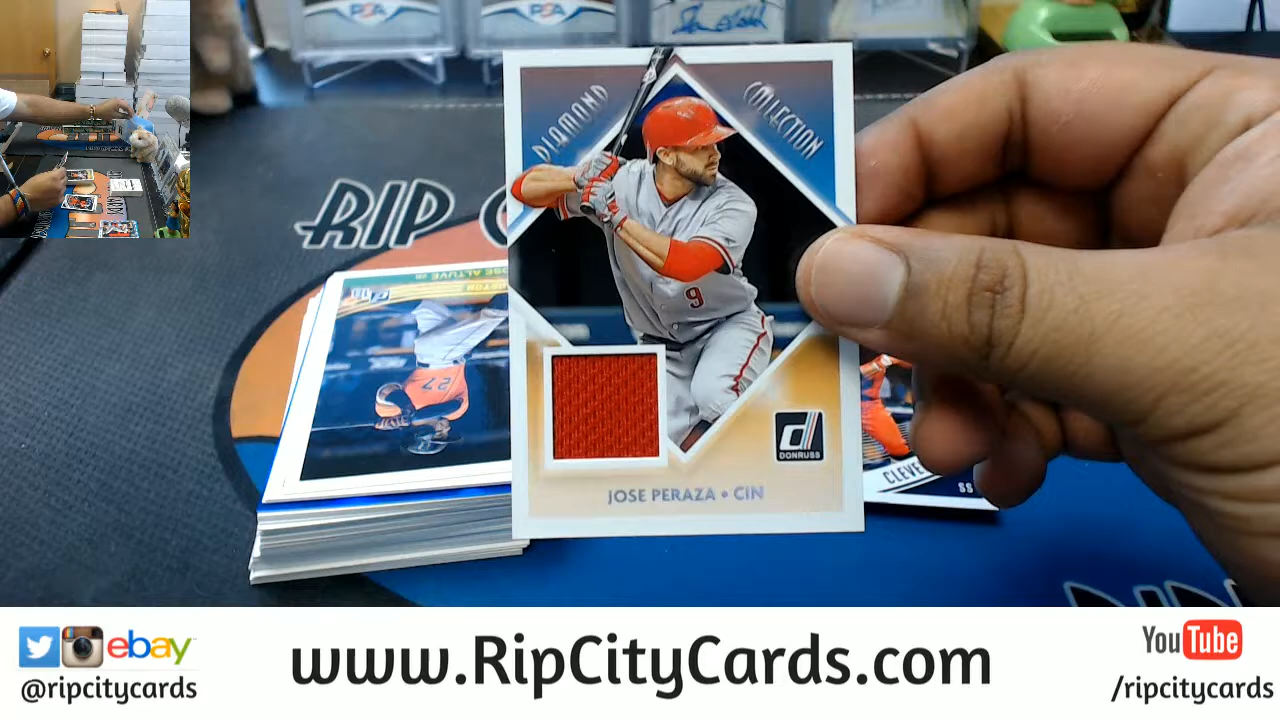 PSA
PSA
DIAMOND
COLLECTION
RIP
JOSE ALTUVE 2B
27
9
DONRUSS
JOSE PERAZA • CIN
CLEVE
SS
ebay
@ripcitycards
www.RipCityCards.com
YouTube
/ripcitycards